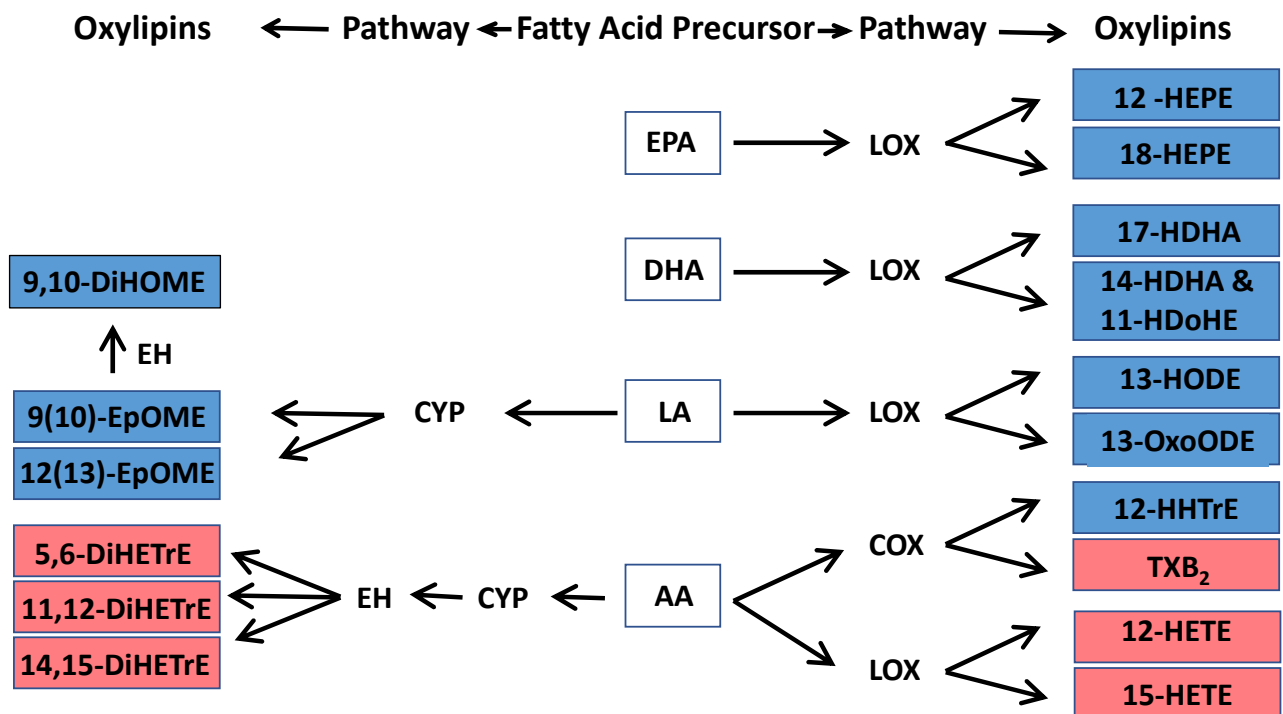 Oxylipins Pathway Fatty Acid Precursor Pathway Oxylipins
12 -HEPE
EPA LOX
18-HEPE
17-HDHA
9,10-DiHOME DHA LOX
14-HDHA &
11-HDoHE
EH
13-HODE
9(10)-EpOME CYP LA LOX
12(13)-EpOME 13-OxoODE
12-HHTrE
5,6-DiHETrE COX
TXB₂
11,12-DiHETrE EH CYP AA
12-HETE
14,15-DiHETrE LOX
15-HETE